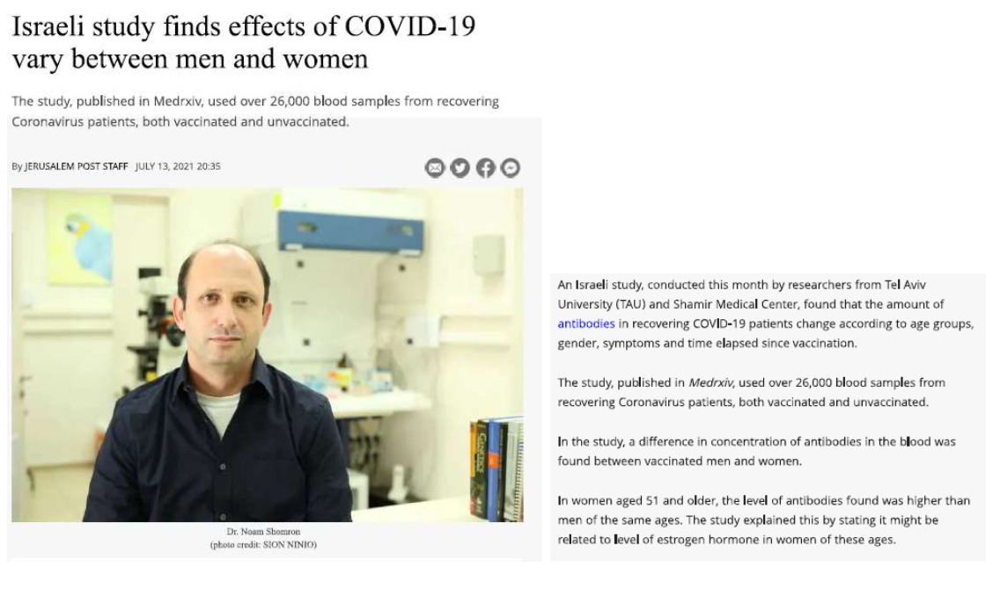 Israeli study finds effects of COVID-19
vary between men and women
The study, published in Medrxiv, used over 26,000 blood samples from recovering
Coronavirus patients, both vaccinated and unvaccinated.
By JERUSALEM POST STAFF JULY 13, 2021 20:35
GENETICS
Dr. Noam Shomron
(photo credit: SION NINIO)
An Israeli study, conducted this month by researchers from Tel Aviv
University (TAU) and Shamir Medical Center, found that the amount of
antibodies in recovering COVID-19 patients change according to age groups,
gender, symptoms and time elapsed since vaccination.
The study, published in Medrxiv, used over 26,000 blood samples from
recovering Coronavirus patients, both vaccinated and unvaccinated.
In the study, a difference in concentration of antibodies in the blood was
found between vaccinated men and women.
In women aged 51 and older, the level of antibodies found was higher than
men of the same ages. The study explained this by stating it might be
related to level of estrogen hormone in women of these ages.